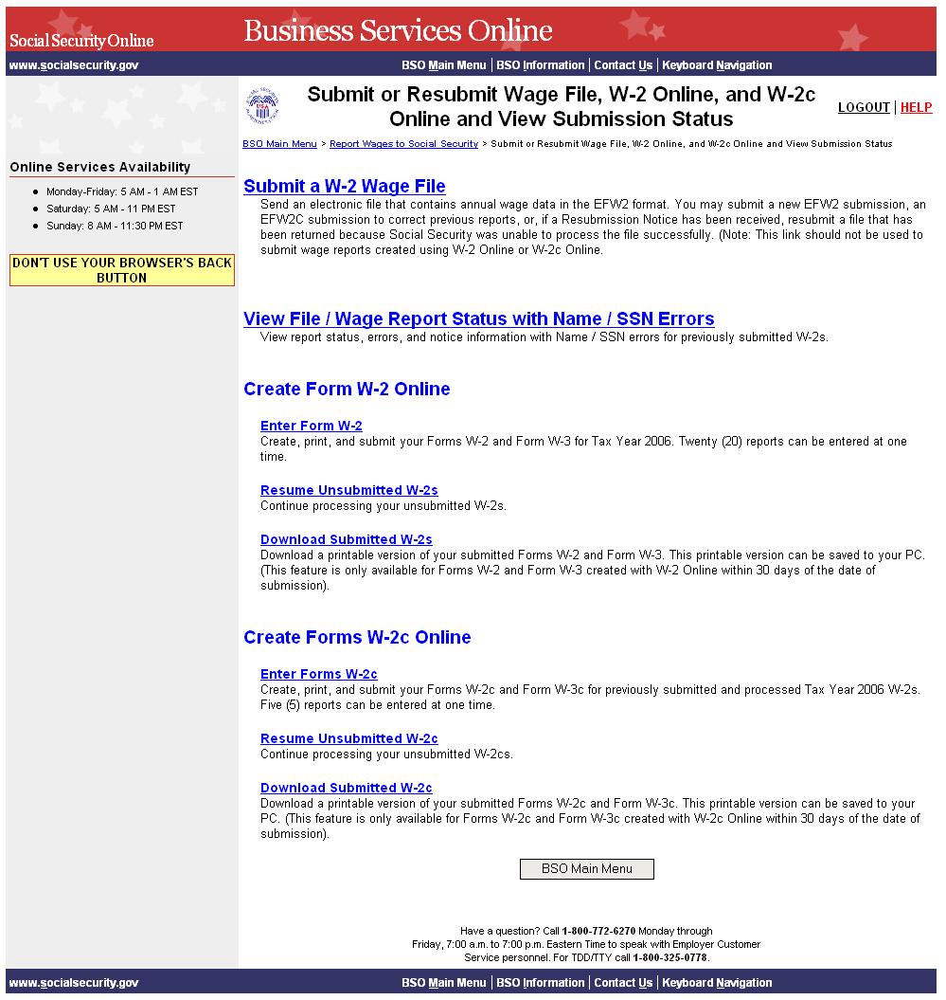 Social Security Online
Business Services Online
www.socialsecurity.gov
BSO Main Menu | BSO Information | Contact Us | Keyboard Navigation
Submit or Resubmit Wage File, W-2 Online, and W-2c
Online and View Submission Status
LOGOUT | HELP
BSO Main Menu > Report Wages to Social Security > Submit or Resubmit Wage File, W-2 Online, and W-2c Online and View Submission Status
Online Services Availability
• Monday-Friday: 5 AM - 1 AM EST
• Saturday: 5 AM - 11 PM EST
• Sunday: 8 AM - 11:30 PM EST
DON'T USE YOUR BROWSER'S BACK
BUTTON
Submit a W-2 Wage File
Send an electronic file that contains annual wage data in the EFW2 format. You may submit a new EFW2 submission, an
EFW2C submission to correct previous reports, or, if a Resubmission Notice has been received, resubmit a file that has
been returned because Social Security was unable to process the file successfully. (Note: This link should not be used to
submit wage reports created using W-2 Online or W-2c Online.
View File / Wage Report Status with Name / SSN Errors
View report status, errors, and notice information with Name / SSN errors for previously submitted W-2s.
Create Form W-2 Online
Enter Form W-2
Create, print, and submit your Forms W-2 and Form W-3 for Tax Year 2006. Twenty (20) reports can be entered at one
time.
Resume Unsubmitted W-2s
Continue processing your unsubmitted W-2s.
Download Submitted W-2s
Download a printable version of your submitted Forms W-2 and Form W-3. This printable version can be saved to your PC.
(This feature is only available for Forms W-2 and Form W-3 created with W-2 Online within 30 days of the date of
submission).
Create Forms W-2c Online
Enter Forms W-2c
Create, print, and submit your Forms W-2c and Form W-3c for previously submitted and processed Tax Year 2006 W-2s.
Five (5) reports can be entered at one time.
Resume Unsubmitted W-2c
Continue processing your unsubmitted W-2cs.
Download Submitted W-2c
Download a printable version of your submitted Forms W-2c and Form W-3c. This printable version can be saved to your
PC. (This feature is only available for Forms W-2c and Form W-3c created with W-2c Online within 30 days of the date of
submission).
BSO Main Menu
Have a question? Call 1-800-772-6270 Monday through
Friday, 7:00 a.m. to 7:00 p.m. Eastern Time to speak with Employer Customer
Service personnel. For TDD/TTY call 1-800-325-0778.
www.socialsecurity.gov
BSO Main Menu | BSO Information | Contact Us | Keyboard Navigation